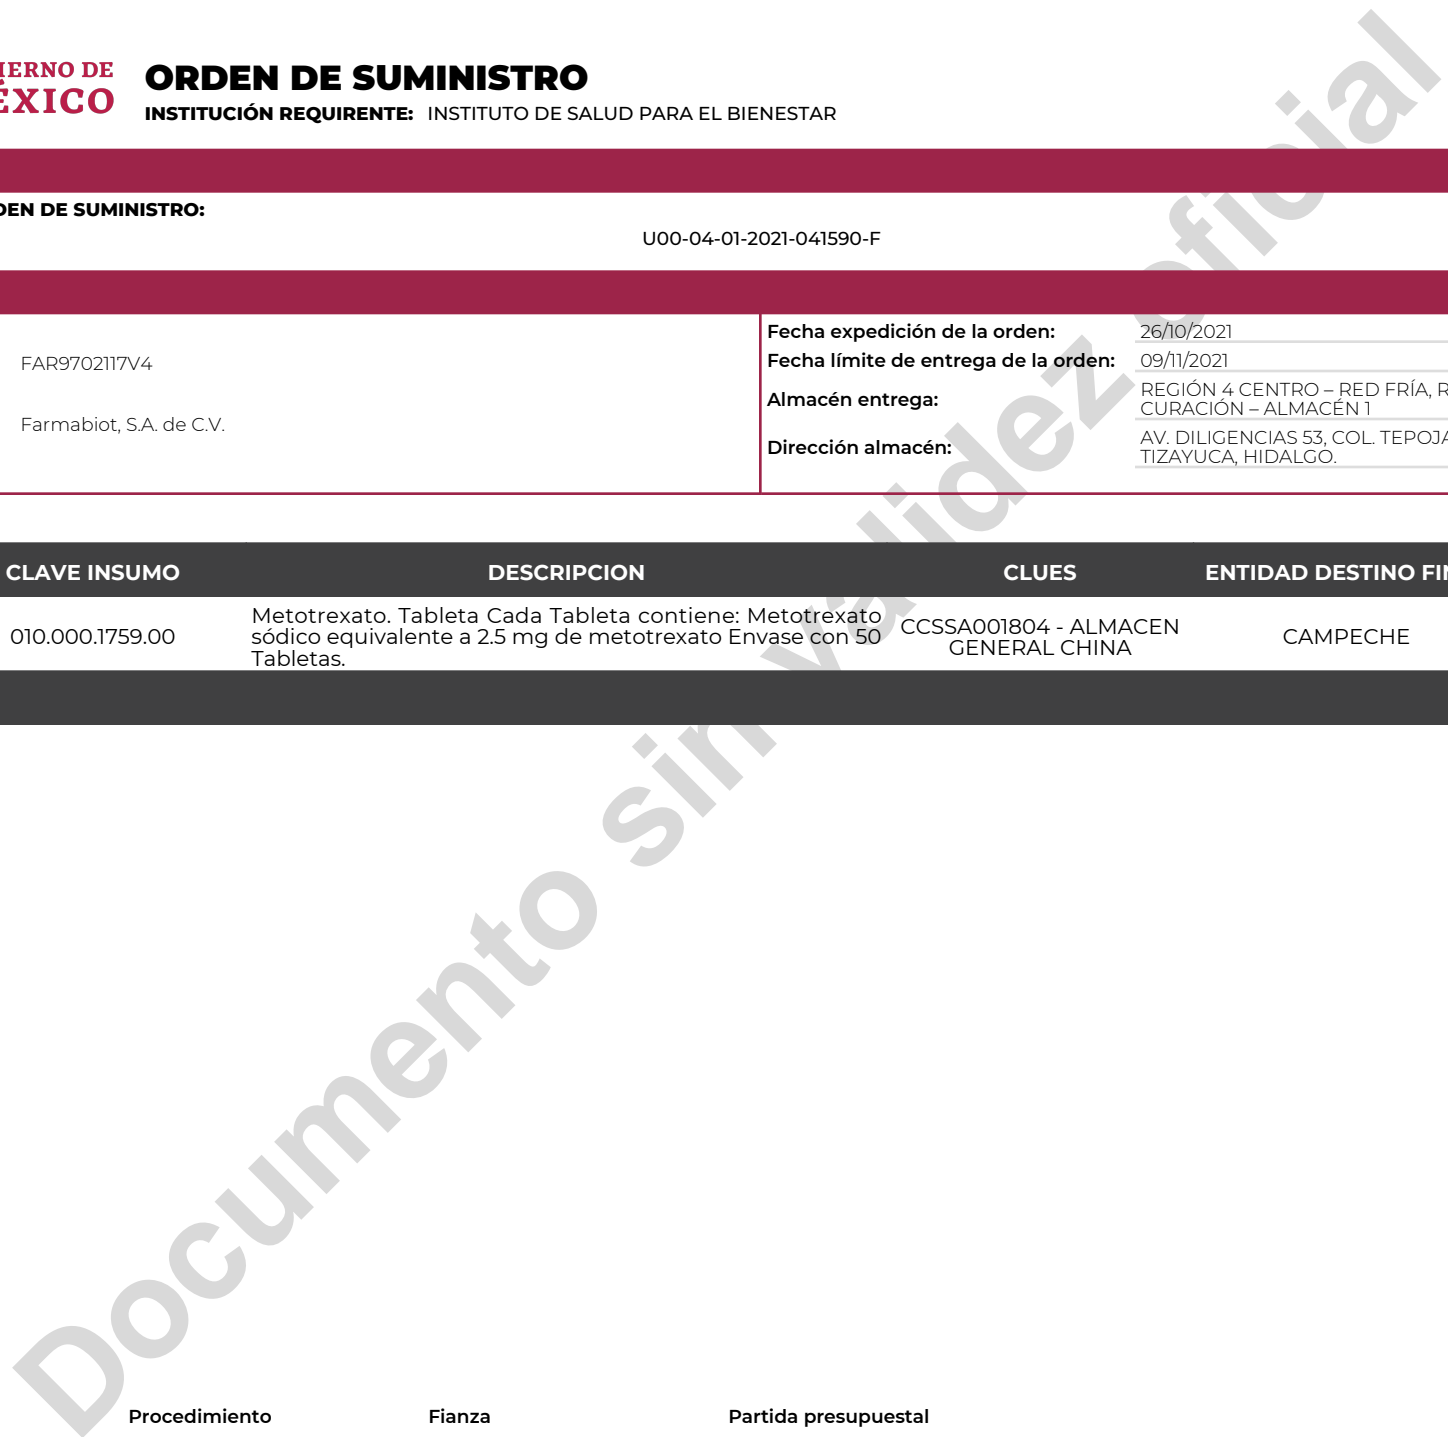 IERNO DE
ÉXICO
ORDEN DE SUMINISTRO
INSTITUCIÓN REQUIRENTE: INSTITUTO DE SALUD PARA EL BIENESTAR
DEN DE SUMINISTRO:
U00-04-01-2021-041590-F
FAR9702117V4
Farmabiot, S.A. de C.V.
Fecha expedición de la orden: 26/10/2021
Fecha límite de entrega de la orden: 09/11/2021
Almacén entrega: REGIÓN 4 CENTRO – RED FRÍA, R
CURACIÓN – ALMACÉN 1
Dirección almacén: AV. DILIGENCIAS 53, COL. TEPOJA
TIZAYUCA, HIDALGO.
CLAVE INSUMO DESCRIPCION CLUES ENTIDAD DESTINO FIN
010.000.1759.00
Metotrexato. Tableta Cada Tableta contiene: Metotrexato
sódico equivalente a 2.5 mg de metotrexato Envase con 50
Tabletas.
CCSSA001804 - ALMACEN
GENERAL CHINA
CAMPECHE
Documento sin validez oficial
Procedimiento Fianza Partida presupuestal